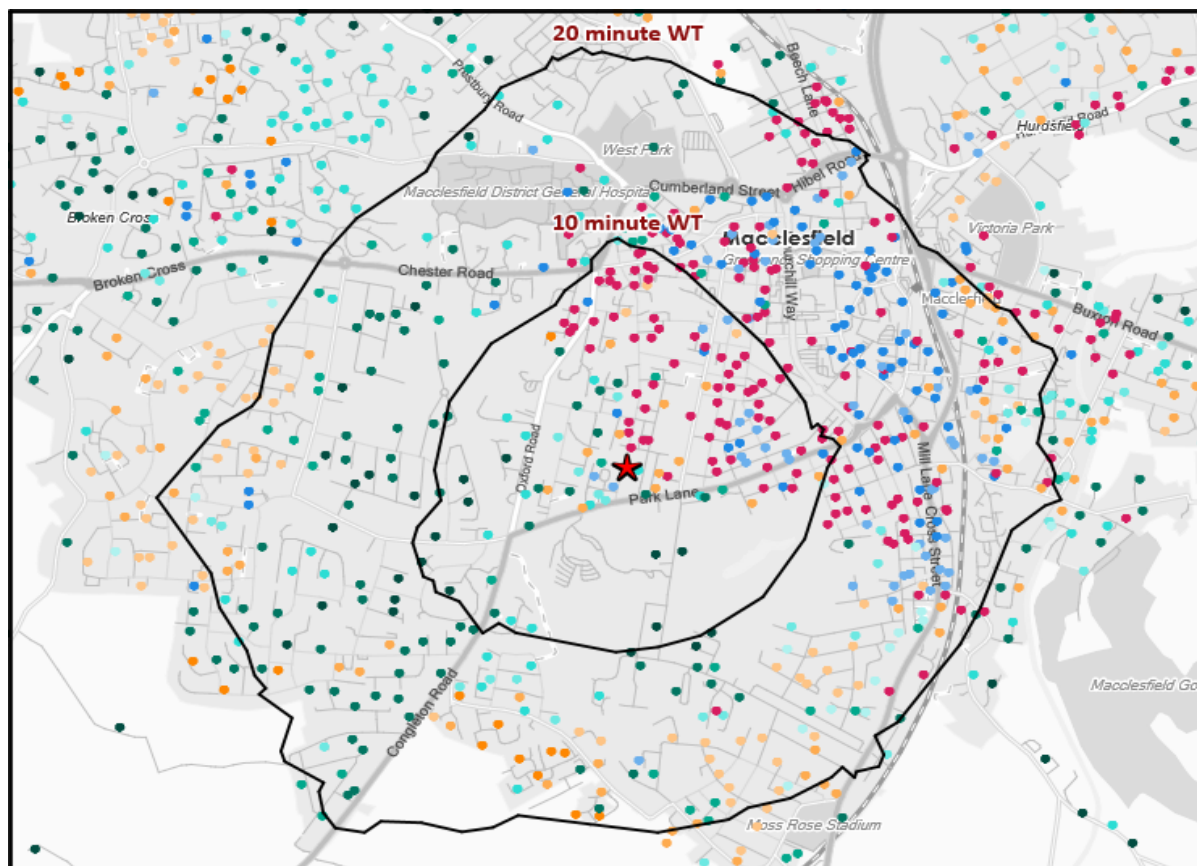 20 minute WT
Beech Lane
Prestbury Road
Hurdsfield
Road
West Park
Hibel Road
Cumberland Street
Macclesfield District General Hospital
Broken Cross
10 minute WT
Victoria Park
Macclesfield
Grosvenor Shopping Centre
Churchill Way
Chester Road
Broken Cross
Macclesfield
Buxton Road
Oxford Road
Park Lane
Mill Lane
Cross Street
Congleton Road
Macclesfield Go
Moss Rose Stadium